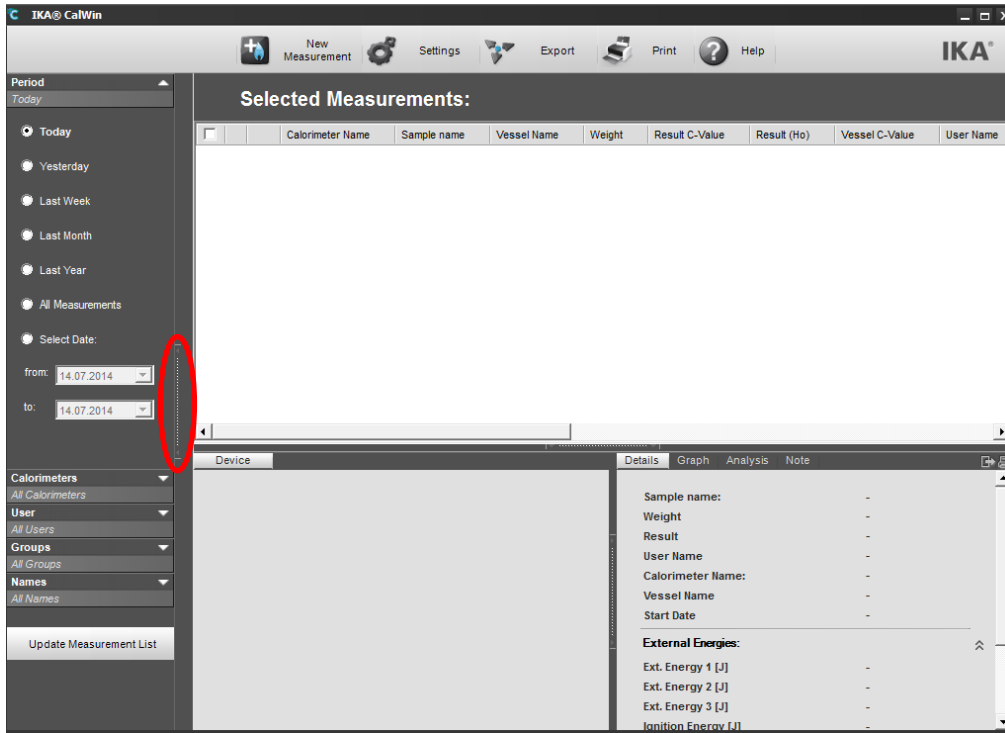 IKA® CalWin
New
Measurement
Settings
Export
Print
Help
IKA®
Period
Today
Today
Yesterday
Last Week
Last Month
Last Year
All Measurements
Select Date:
from: 14.07.2014
to: 14.07.2014
Calorimeters
All Calorimeters
User
All Users
Groups
All Groups
Names
All Names
Update Measurement List
Selected Measurements:
Calorimeter Name Sample name Vessel Name Weight Result C-Value Result (Ho) Vessel C-Value User Name
Device
Details Graph Analysis Note
Sample name: -
Weight -
Result -
User Name -
Calorimeter Name: -
Vessel Name -
Start Date -
External Energies:
Ext. Energy 1 [J] -
Ext. Energy 2 [J] -
Ext. Energy 3 [J] -
Ignition Energy [J] -